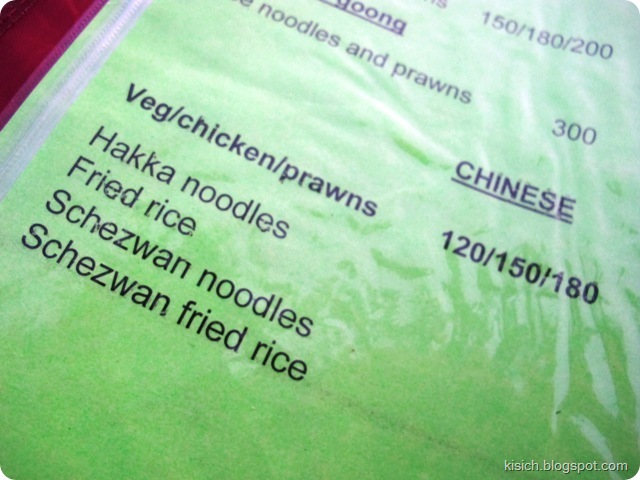 goong 150/180/200
noodles and prawns 300
CHINESE
Veg/chicken/prawns 120/150/180
Hakka noodles
Fried rice
Schezwan noodles
Schezwan fried rice
kisich.blogspot.com